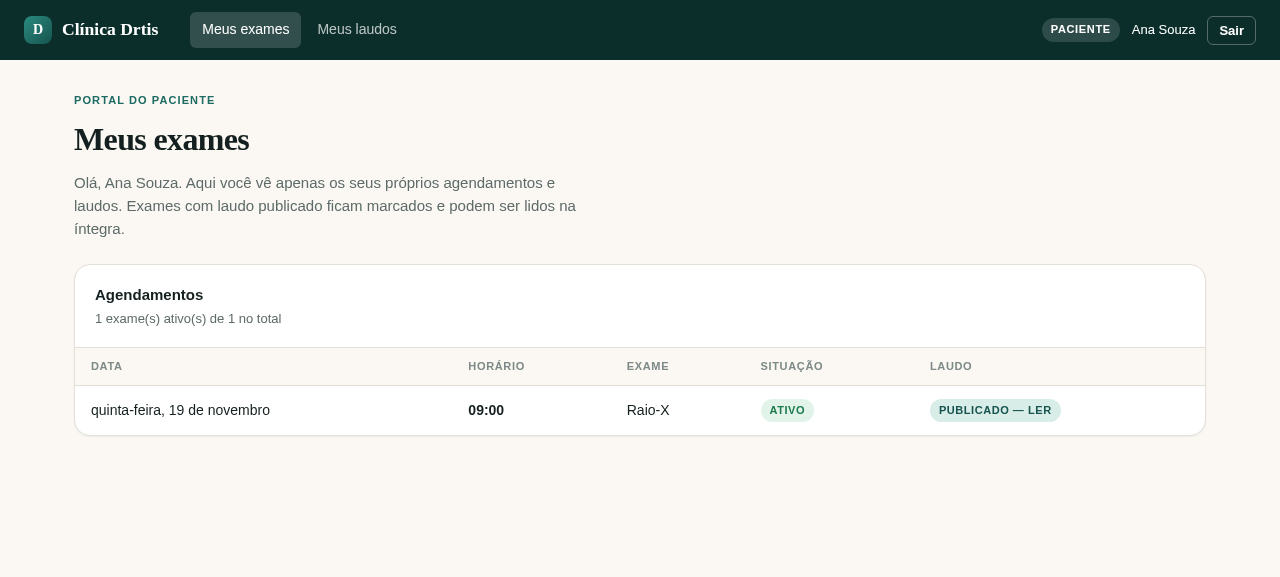 D Clínica Drtis Meus exames Meus laudos PACIENTE Ana Souza Sair
PORTAL DO PACIENTE
Meus exames
Olá, Ana Souza. Aqui você vê apenas os seus próprios agendamentos e
laudos. Exames com laudo publicado ficam marcados e podem ser lidos na
íntegra.
Agendamentos
1 exame(s) ativo(s) de 1 no total
DATA HORÁRIO EXAME SITUAÇÃO LAUDO
quinta-feira, 19 de novembro 09:00 Raio-X ATIVO PUBLICADO — LER